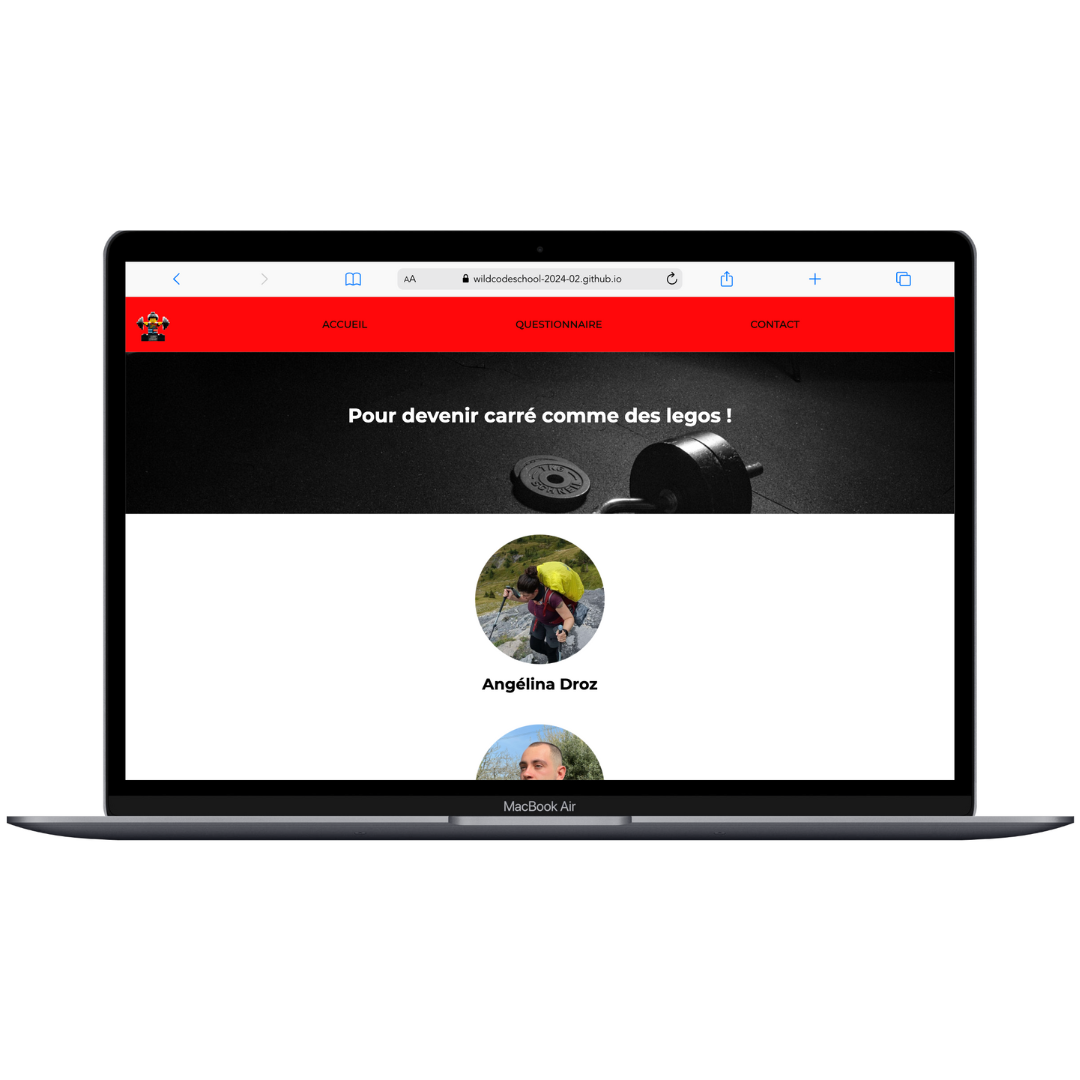 AA wildcodeschool-2024-02.github.io
ACCUEIL QUESTIONNAIRE CONTACT
Pour devenir carré comme des legos !
Angélina Droz
MacBook Air